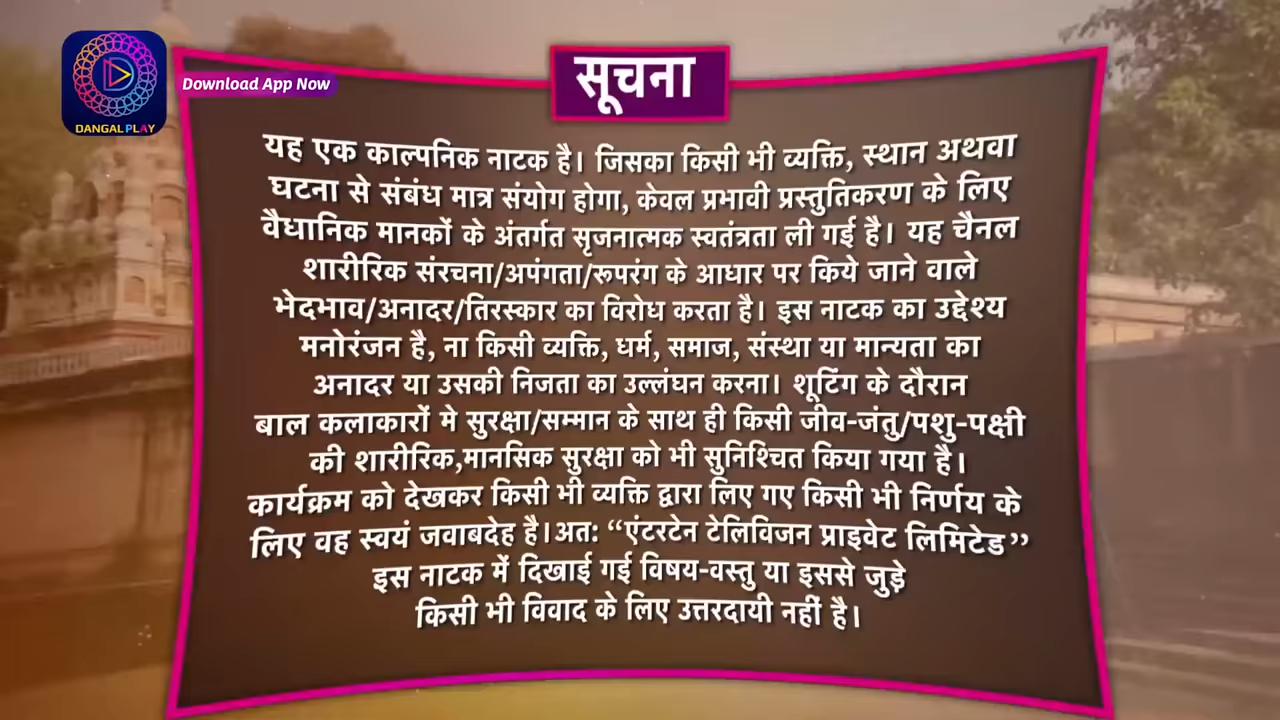 सूचना
Download App Now
DANGAL PLAY
यह एक काल्पनिक नाटक है। जिसका किसी भी व्यक्ति, स्थान अथवा
घटना से संबंध मात्र संयोग होगा, केवल प्रभावी प्रस्तुतिकरण के लिए
वैधानिक मानकों के अंतर्गत सृजनात्मक स्वतंत्रता ली गई है। यह चैनल
शारीरिक संरचना/अपंगता/रूपरंग के आधार पर किये जाने वाले
भेदभाव/अनादर/तिरस्कार का विरोध करता है। इस नाटक का उद्देश्य
मनोरंजन है, ना किसी व्यक्ति, धर्म, समाज, संस्था या मान्यता का
अनादर या उसकी निजता का उल्लंघन करना। शूटिंग के दौरान
बाल कलाकारों मे सुरक्षा/सम्मान के साथ ही किसी जीव-जंतु/पशु-पक्षी
की शारीरिक,मानसिक सुरक्षा को भी सुनिश्चित किया गया है।
कार्यक्रम को देखकर किसी भी व्यक्ति द्वारा लिए गए किसी भी निर्णय के
लिए वह स्वयं जवाबदेह है।अत: “एंटरटेन टेलिविजन प्राइवेट लिमिटेड”
इस नाटक में दिखाई गई विषय-वस्तु या इससे जुड़े
किसी भी विवाद के लिए उत्तरदायी नहीं है।